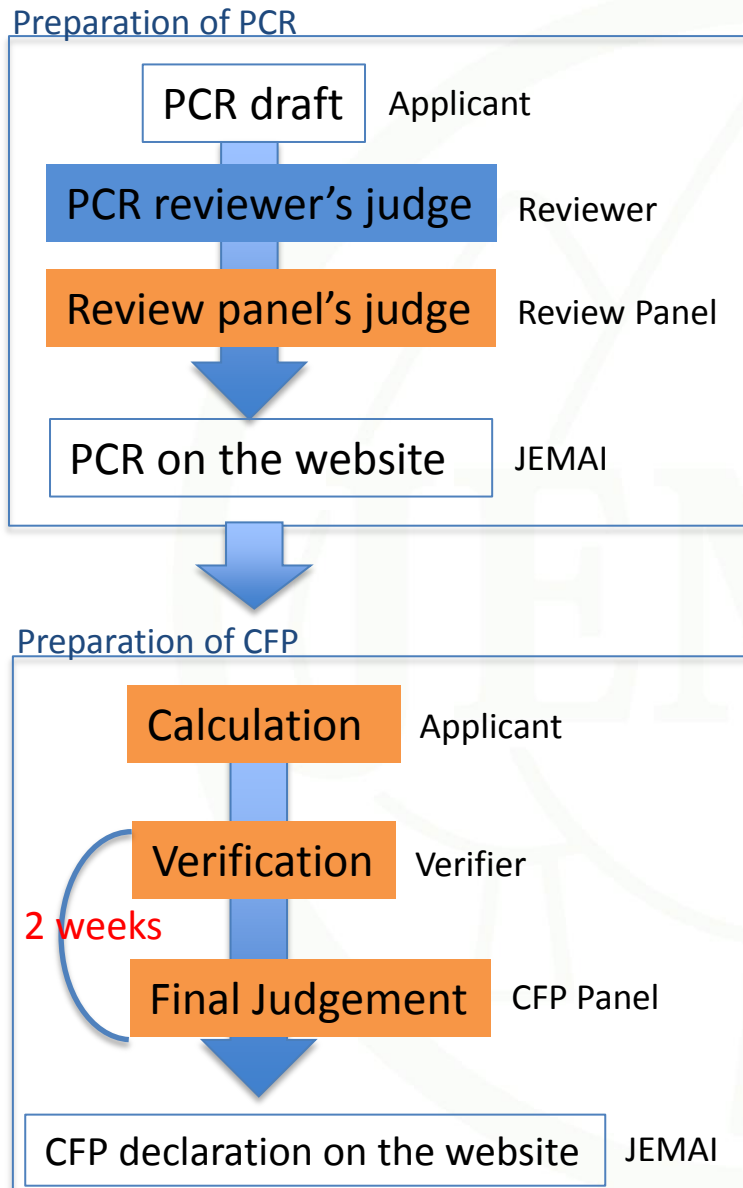 Preparation of PCR
PCR draft Applicant
PCR reviewer’s judge Reviewer
Review panel’s judge Review Panel
PCR on the website JEMAI
Preparation of CFP
Calculation Applicant
Verification Verifier
2 weeks
Final Judgement CFP Panel
CFP declaration on the website JEMAI